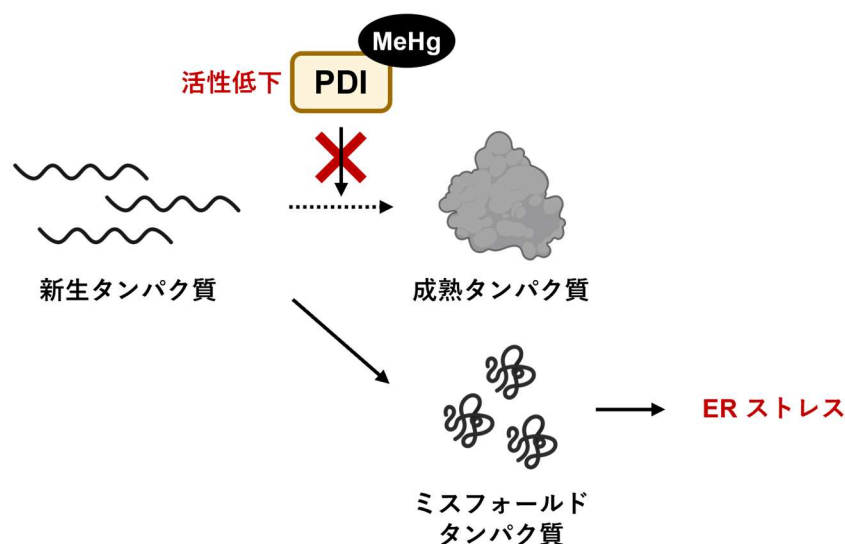 MeHg
活性低下
PDI
新生タンパク質
成熟タンパク質
ER ストレス
ミスフォールド
タンパク質